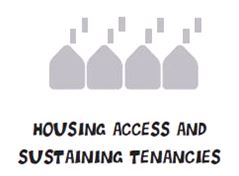 HOUSING ACCESS AND
SUSTAINING TENANCIES